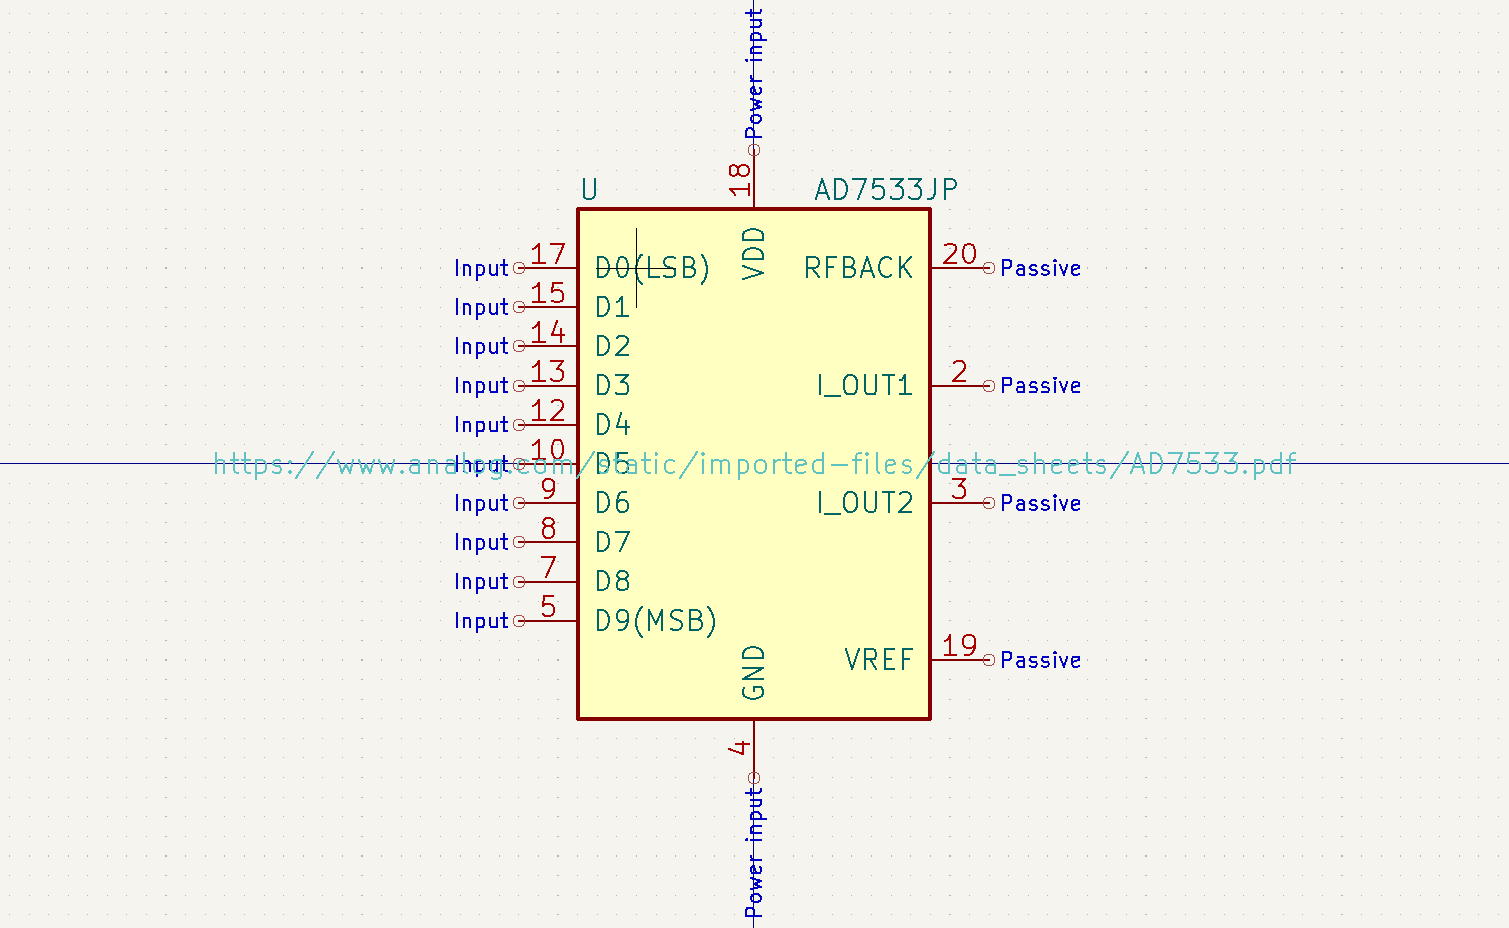 Power input
18
U AD7533JP
VDD
Input 17 D0(LSB) RFBACK 20 Passive
Input 15 D1
Input 14 D2
Input 13 D3 I_OUT1 2 Passive
Input 12 D4
Input 10 D5
https://www.analog.com/static/imported-files/data_sheets/AD7533.pdf
Input 9 D6 I_OUT2 3 Passive
Input 8 D7
Input 7 D8
Input 5 D9(MSB)
VREF 19 Passive
GND
4
Power input